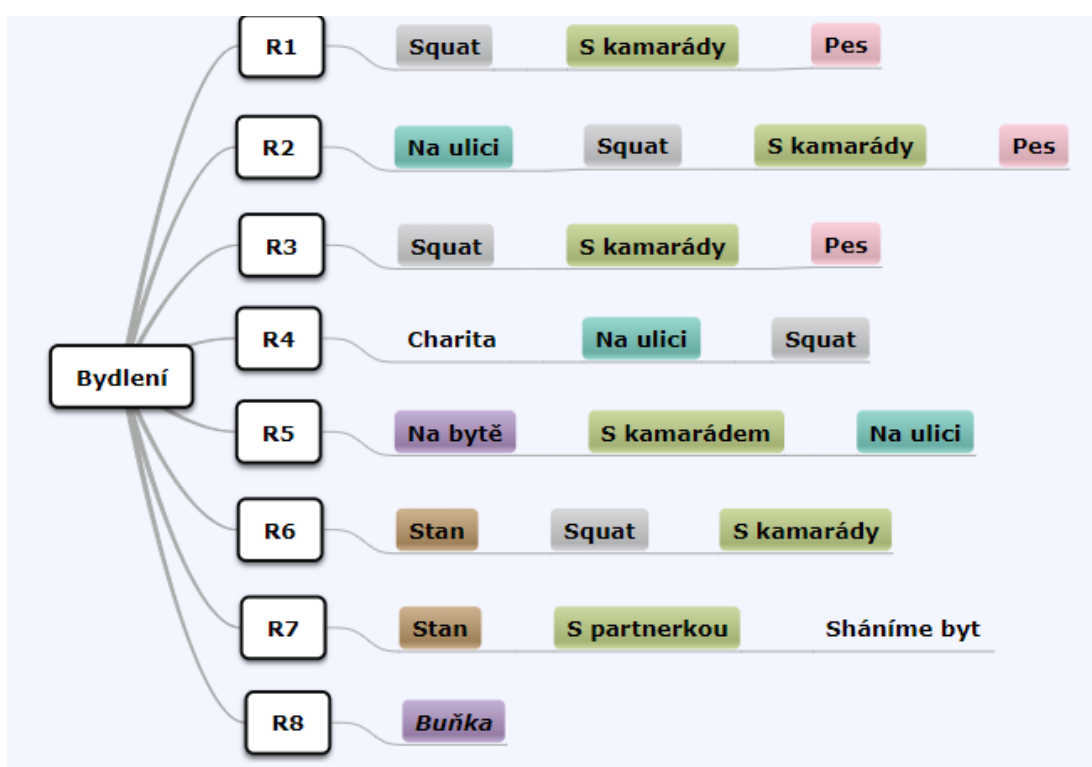 R1 Squat S kamarády Pes
R2 Na ulici Squat S kamarády Pes
R3 Squat S kamarády Pes
R4 Charita Na ulici Squat
Bydlení
R5 Na bytě S kamarádem Na ulici
R6 Stan Squat S kamarády
R7 Stan S partnerkou Sháníme byt
R8 Buňka